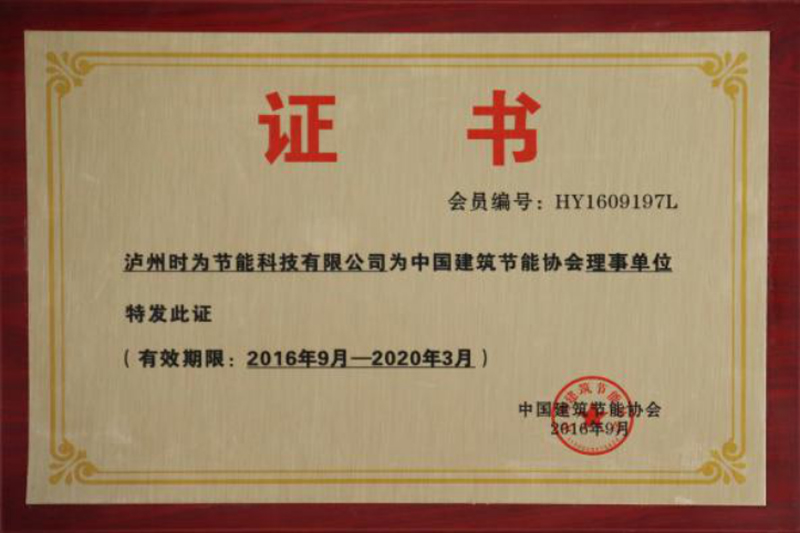 证 书
会员编号：HY1609197L
泸州时为节能科技有限公司为中国建筑节能协会理事单位
特发此证
（有效期限：2016年9月—2020年3月）
中国建筑节能协会
2016年9月